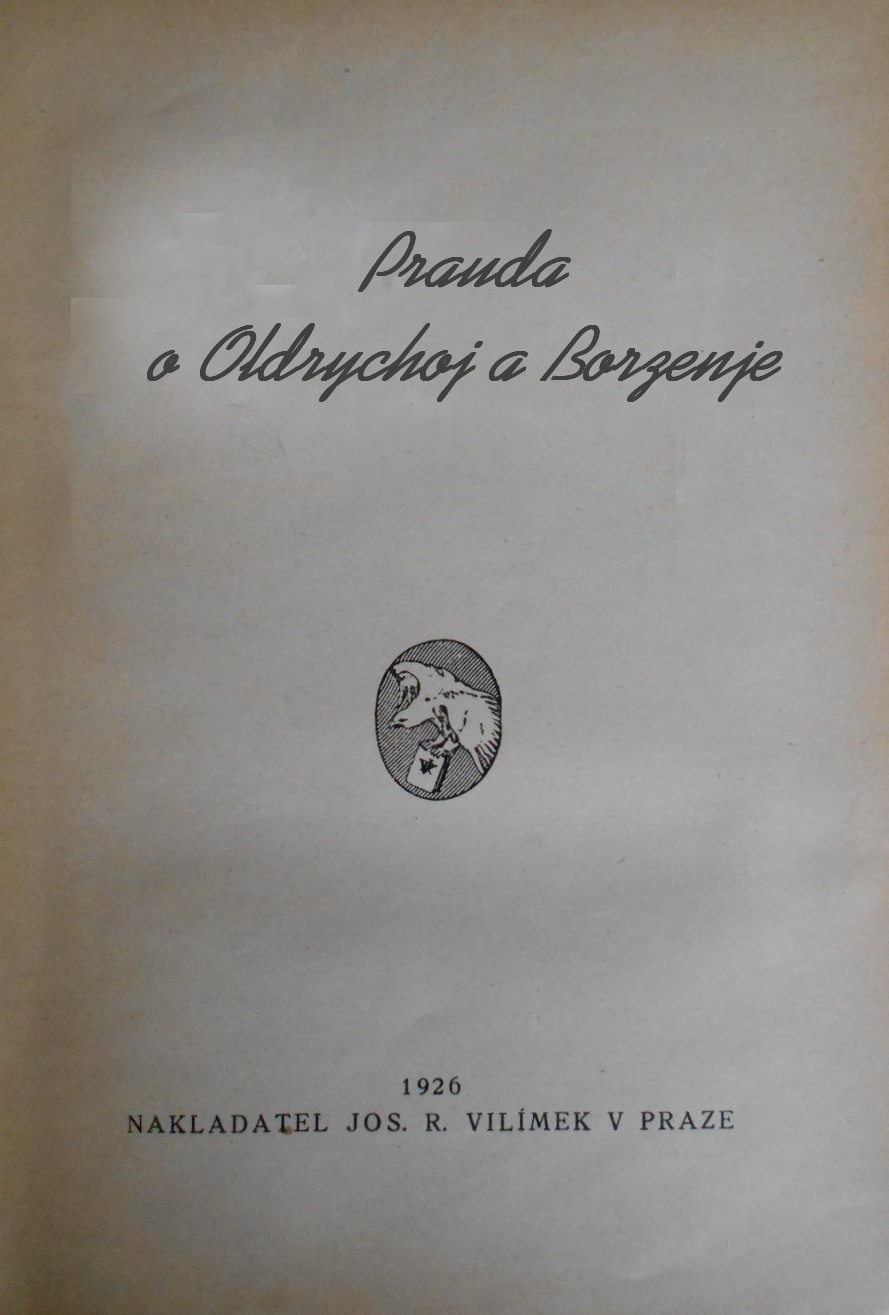 Prauda
o Oldrychoj a Borzenje
1926
NAKLADATEL JOS. R. VILÍMEK V PRAZE